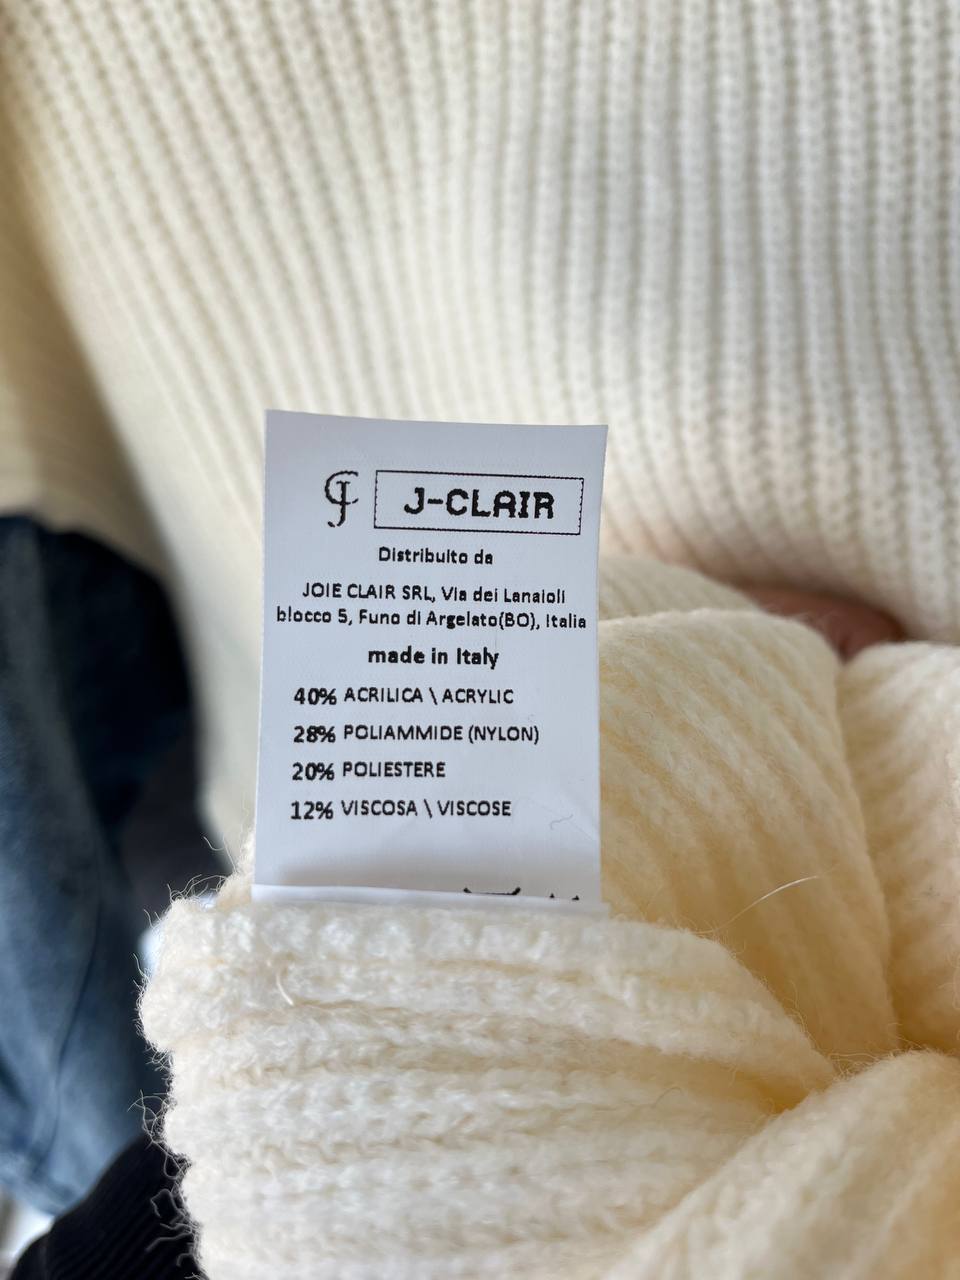 J-CLAIR
Distribuito da
JOIE CLAIR SRL, Via dei Lanaioli
blocco 5, Funo di Argelato(BO), Italia
made in Italy
40% ACRILICA \ ACRYLIC
28% POLIAMMIDE (NYLON)
20% POLIESTERE
12% VISCOSA \ VISCOSE